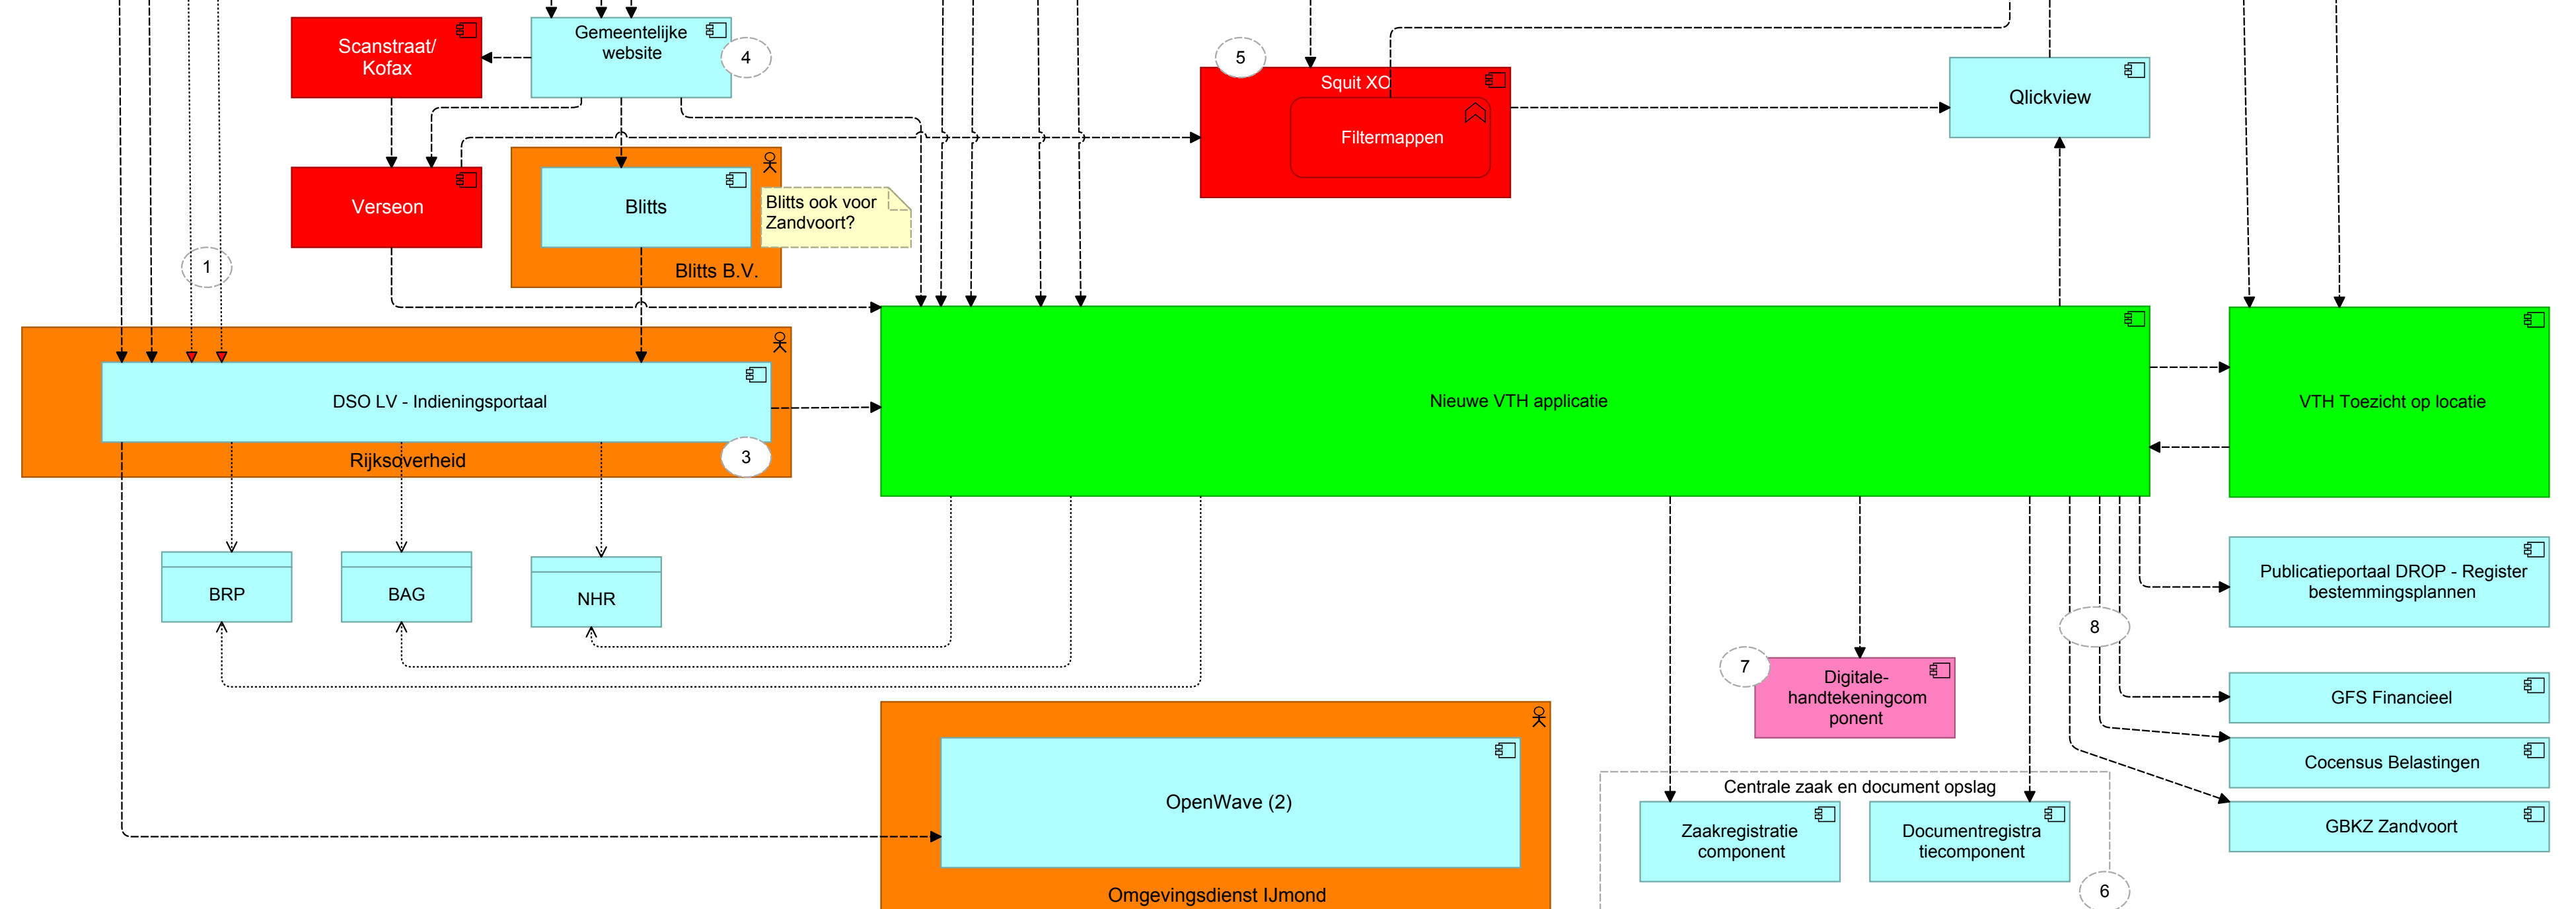 Scanstraat/
Kofax
Gemeentelijke
website
4
5
Squit XO
Filtermappen
Qlickview
Verseon
Blitts
Blitts ook voor
Zandvoort?
Blitts B.V.
1
DSO LV - Indieningsportaal
Rijksoverheid
3
Nieuwe VTH applicatie
VTH Toezicht op locatie
BRP
BAG
NHR
Publicatieportaal DROP - Register
bestemmingsplannen
8
7
Digitale-
handtekeningcom
ponent
GFS Financieel
Cocensus Belastingen
GBKZ Zandvoort
OpenWave (2)
Omgevingsdienst IJmond
Centrale zaak en document opslag
Zaakregistratie
component
Documentregistra
tiecomponent
6